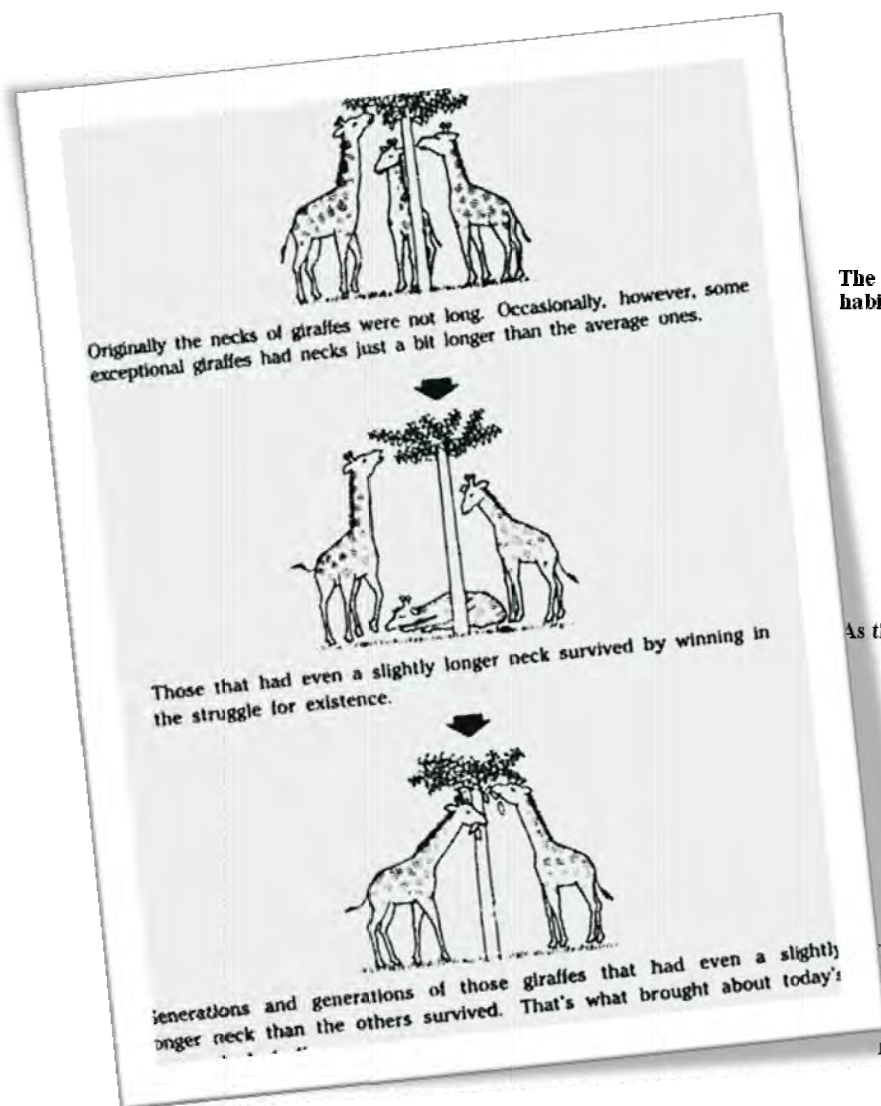 Originally the necks of giraffes were not long. Occasionally, however, some
exceptional giraffes had necks just a bit longer than the average ones.
The
habi
Those that had even a slightly longer neck survived by winning in
the struggle for existence.
As t
enerations and generations of those giraffes that had even a slightly
onger neck than the others survived. That's what brought about today's